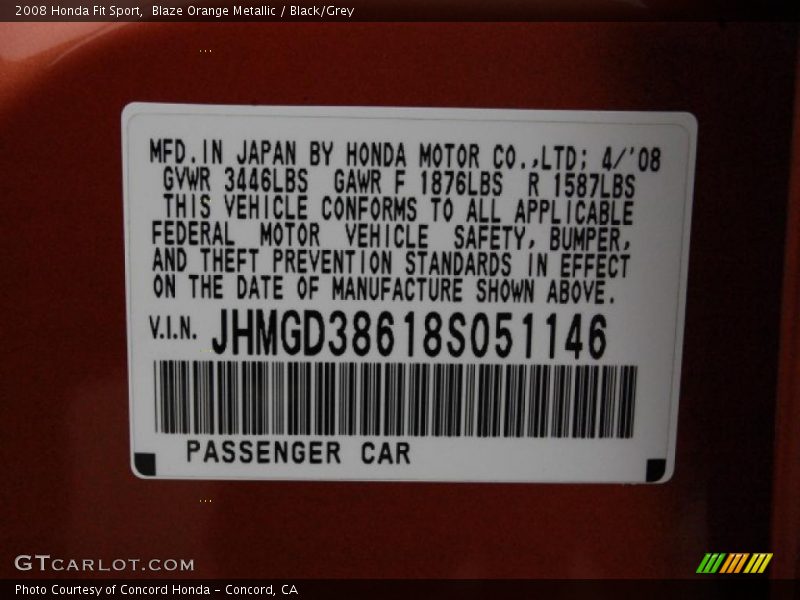 2008 Honda Fit Sport,  Blaze Orange Metallic / Black/Grey
MFD.IN JAPAN BY HONDA MOTOR CO.,LTD; 4/'08
GVWR 3446LBS GAWR F 1876LBS R 1587LBS
THIS VEHICLE CONFORMS TO ALL APPLICABLE
FEDERAL MOTOR VEHICLE SAFETY, BUMPER,
AND THEFT PREVENTION STANDARDS IN EFFECT
ON THE DATE OF MANUFACTURE SHOWN ABOVE.
V.I.N. JHMGD38618S051146
PASSENGER CAR
GTCARLOT.COM
Photo Courtesy of Concord Honda - Concord, CA